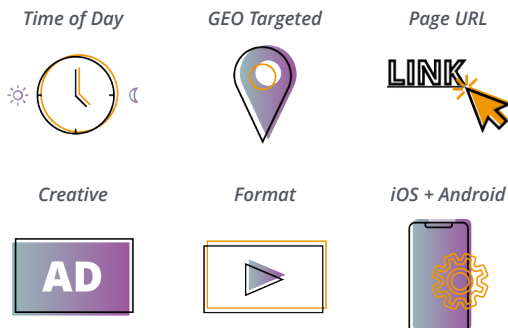 Time of Day
GEO Targeted
Page URL
LINK
Creative
Format
iOS + Android
AD